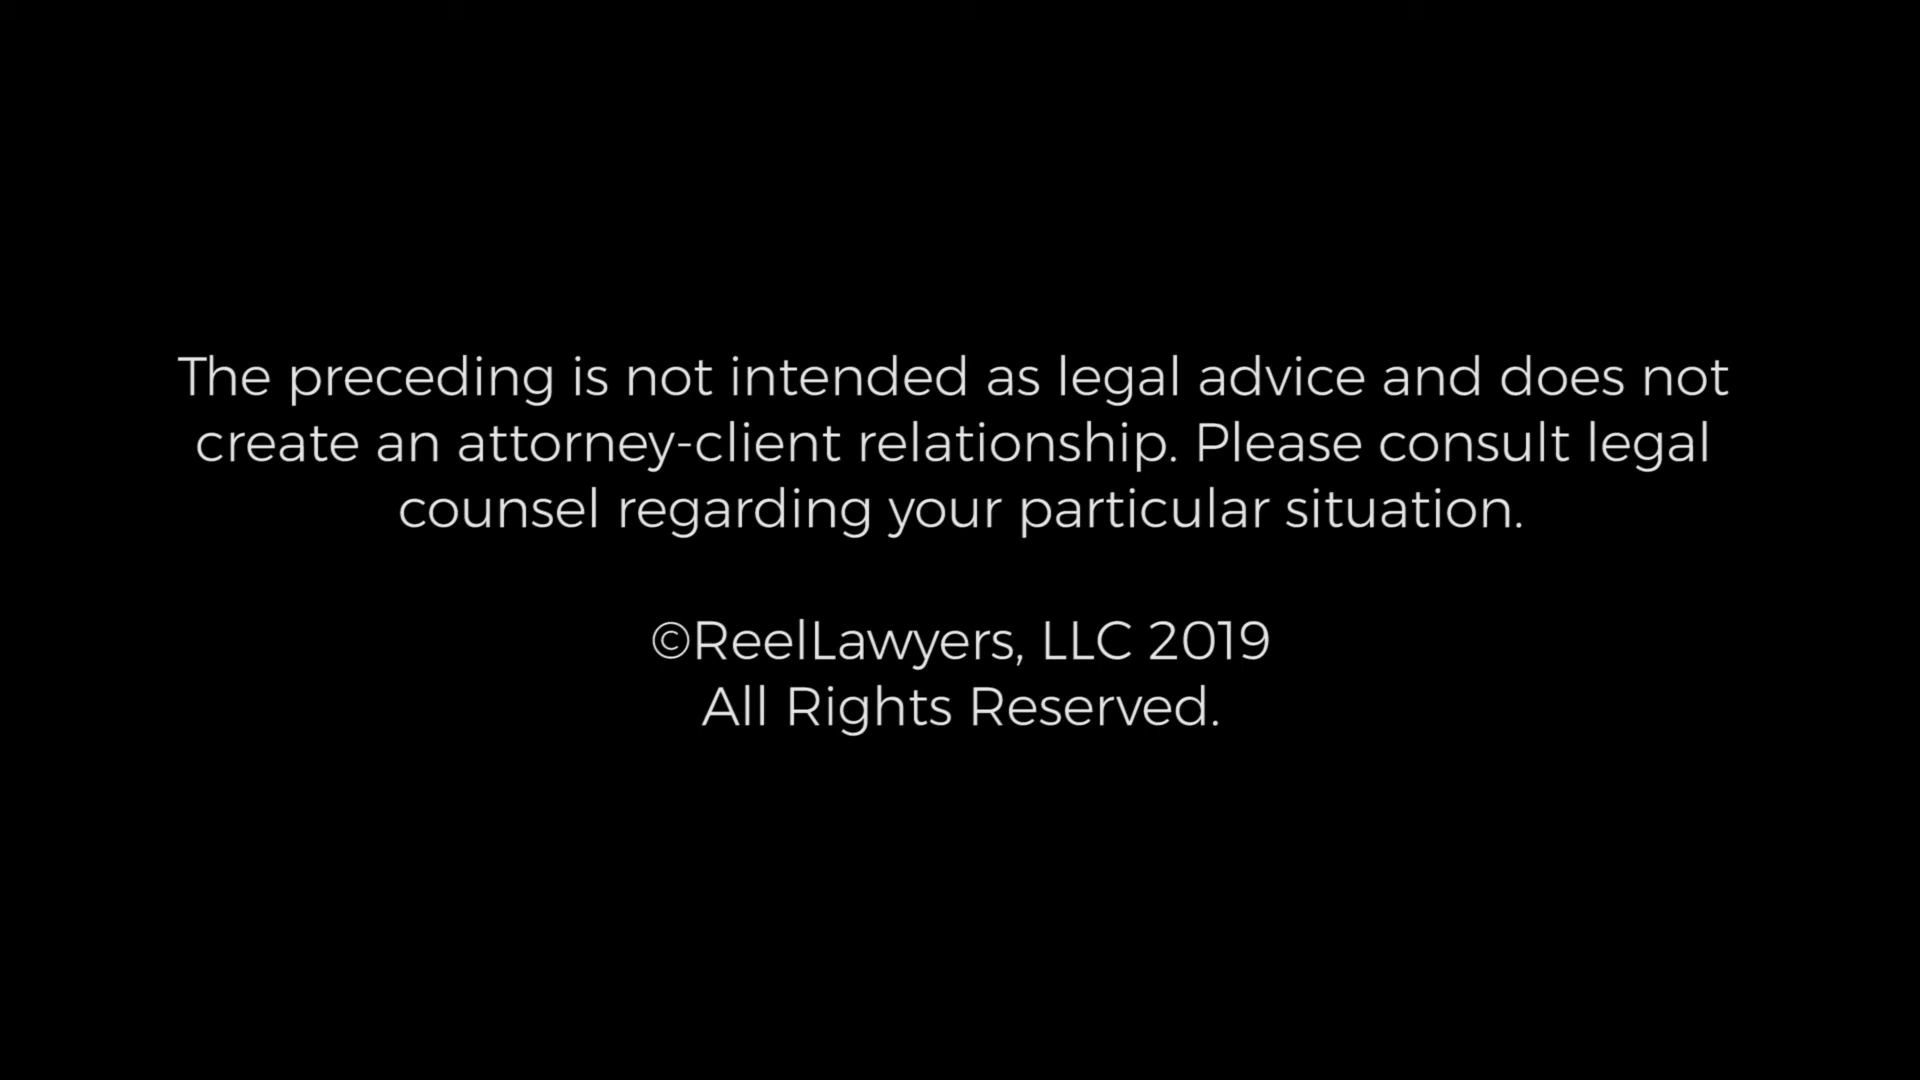 The preceding is not intended as legal advice and does not
create an attorney-client relationship. Please consult legal
counsel regarding your particular situation.
©ReelLawyers, LLC 2019
All Rights Reserved.